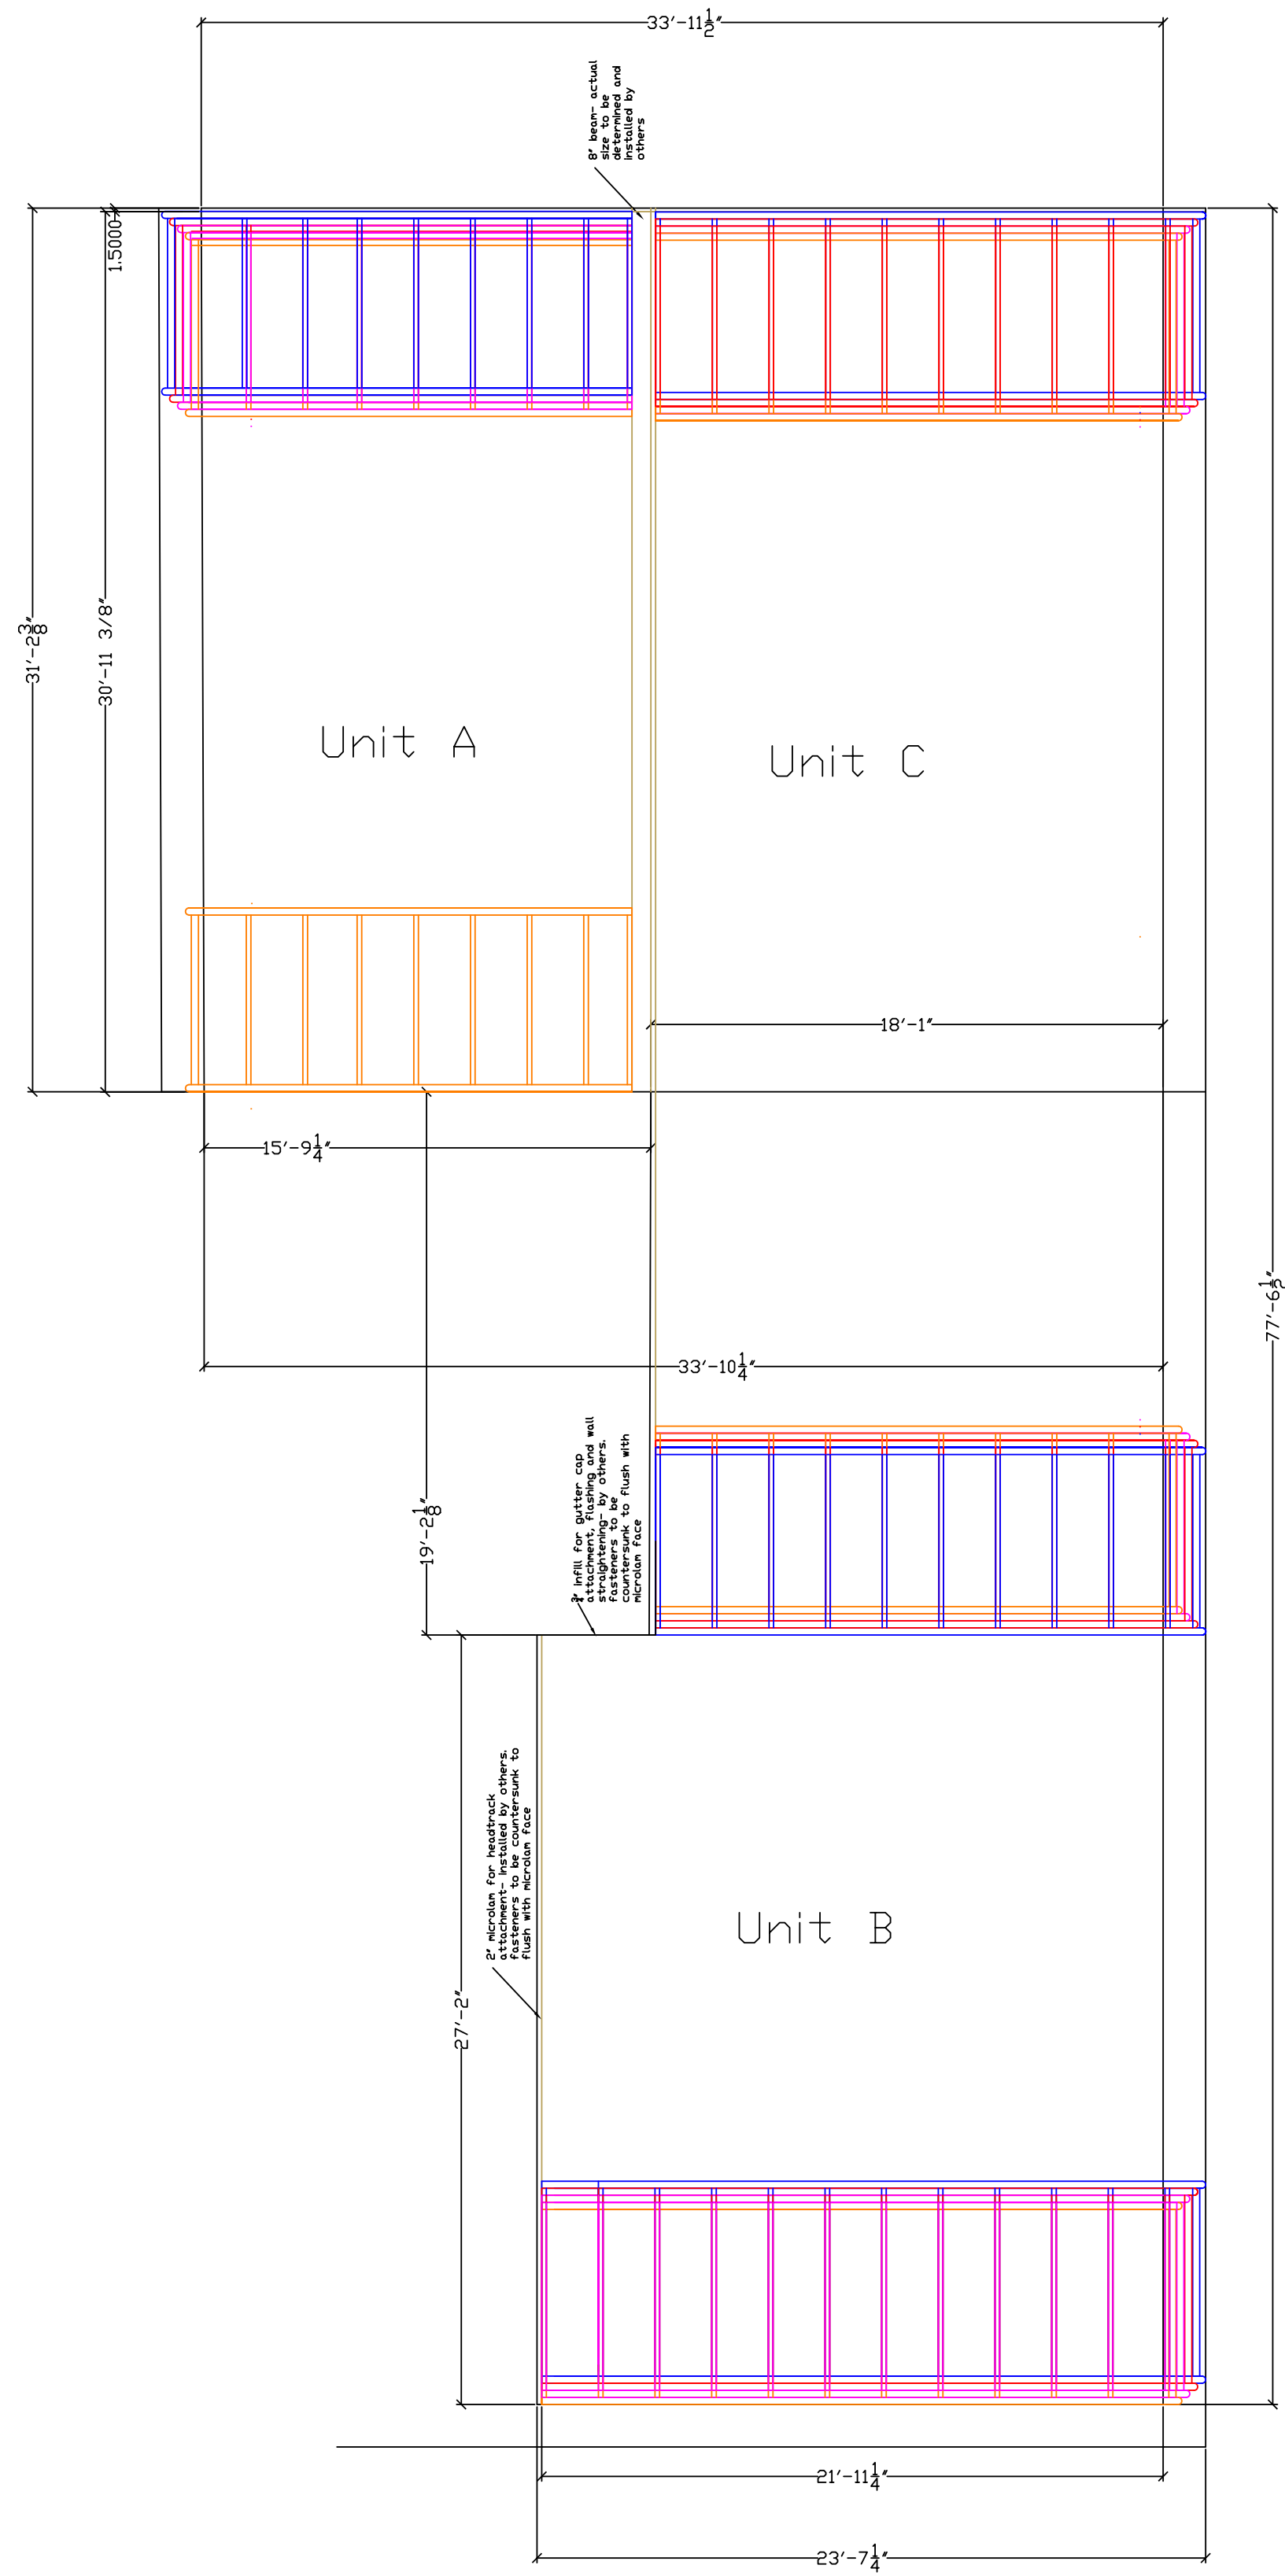 33'-11 1/2"
8" beam- actual
size to be
determined and
installed by
others
1.5000
31'-2 3/8"
30'-11 3/8"
Unit A
Unit C
18'-1"
15'-9 1/4"
77'-6 1/2"
33'-10 1/4"
19'-2 1/8"
3/4" infill for gutter cap
attachment, flashing and wall
straightening- by others.
fasteners to be
countersunk to flush with
microlam face
2" microlam for headtrack
attachment- installed by others.
fasteners to be countersunk to
flush with microlam face
Unit B
27'-2"
21'-11 1/4"
23'-7 1/4"